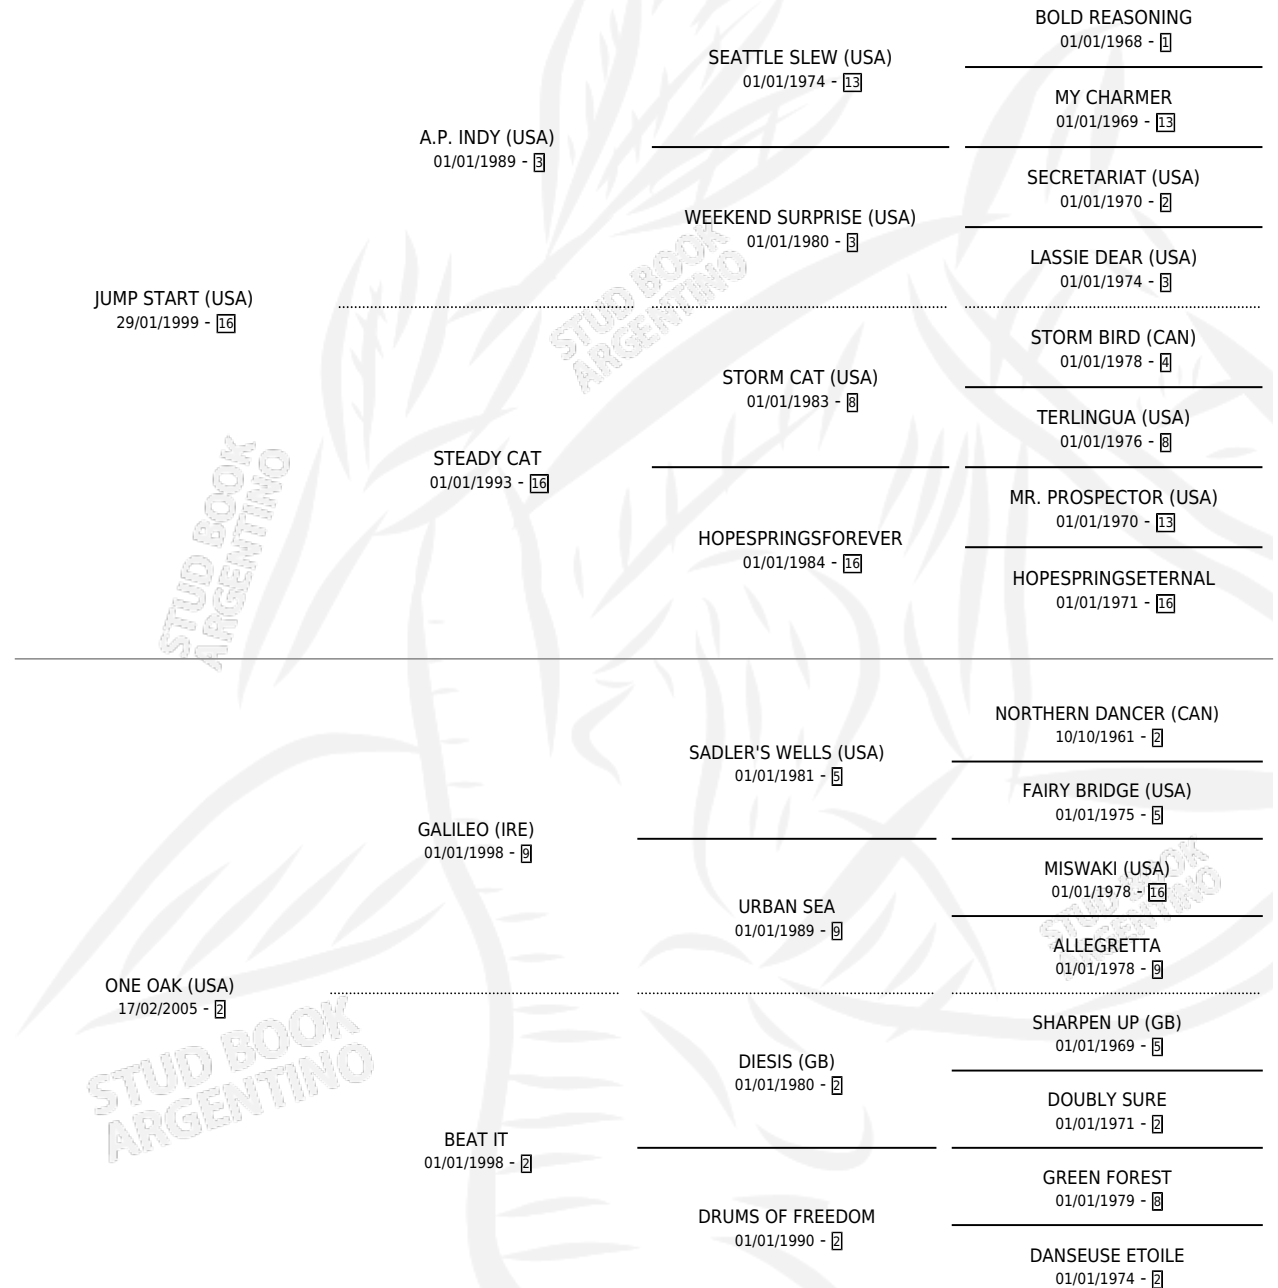 BOLD REASONING
01/01/1968 - 1
SEATTLE SLEW (USA)
01/01/1974 - 13
MY CHARMER
01/01/1969 - 13
A.P. INDY (USA)
01/01/1989 - 3
SECRETARIAT (USA)
01/01/1970 - 2
WEEKEND SURPRISE (USA)
01/01/1980 - 3
LASSIE DEAR (USA)
01/01/1974 - 3
JUMP START (USA)
29/01/1999 - 16
STORM BIRD (CAN)
01/01/1978 - 4
STORM CAT (USA)
01/01/1983 - 8
TERLINGUA (USA)
01/01/1976 - 8
STEADY CAT
01/01/1993 - 16
MR. PROSPECTOR (USA)
01/01/1970 - 13
HOPESPRINGSFOREVER
01/01/1984 - 16
HOPESPRINGSETERNAL
01/01/1971 - 16
NORTHERN DANCER (CAN)
10/10/1961 - 2
SADLER'S WELLS (USA)
01/01/1981 - 5
FAIRY BRIDGE (USA)
01/01/1975 - 5
GALILEO (IRE)
01/01/1998 - 9
MISWAKI (USA)
01/01/1978 - 16
URBAN SEA
01/01/1989 - 9
ALLEGRETTA
01/01/1978 - 9
ONE OAK (USA)
17/02/2005 - 2
SHARPEN UP (GB)
01/01/1969 - 5
DIESIS (GB)
01/01/1980 - 2
DOUBLY SURE
01/01/1971 - 2
BEAT IT
01/01/1998 - 2
GREEN FOREST
01/01/1979 - 8
DRUMS OF FREEDOM
01/01/1990 - 2
DANSEUSE ETOILE
01/01/1974 - 2
STUD BOOK
ARGENTINO
STUD BOOK
ARGENTINO
STUD BOOK
ARGENTINO
STUD BOOK
ARGENTINO